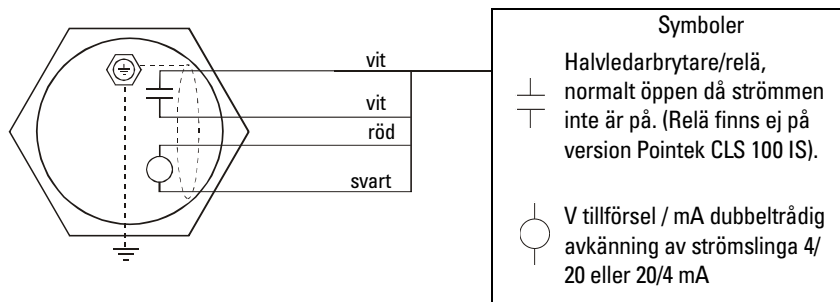 vit
vit
röd
svart
Symboler
Halvledarbrytare/relä,
normalt öppen då strömmen
inte är på. (Relä finns ej på
version Pointek CLS 100 IS).
V tillförsel / mA dubbeltrådig
avkänning av strömslinga 4/
20 eller 20/4 mA